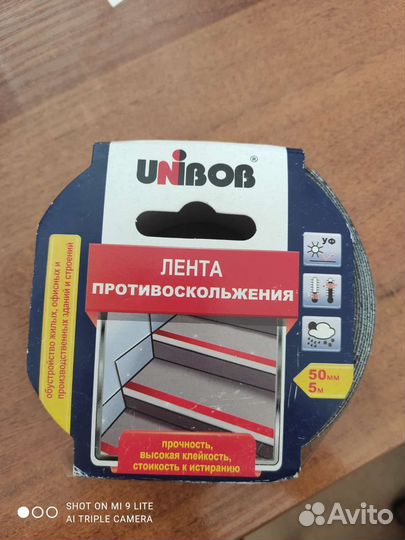 UNiBOB®
ЛЕНТА
ПРОТИВОСКОЛЬЖЕНИЯ
УФ
обустройство жилых, офисных и
производственных зданий и строений
50мм
5м
прочность,
высокая клейкость,
стоикость к истиранию
SHOT ON MI 9 LITE
AI TRIPLE CAMERA
Avito